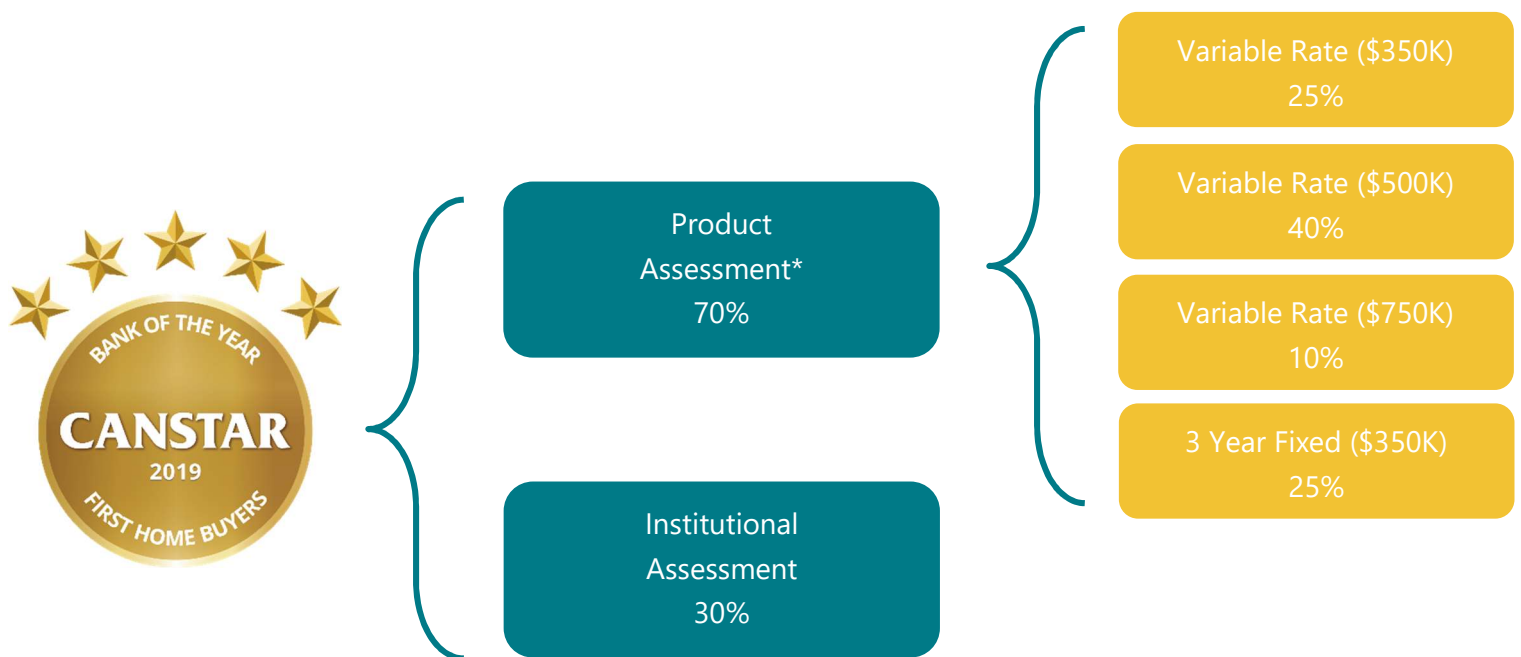 BANK OF THE YEAR
CANSTAR
2019
FIRST HOME BUYERS
Product
Assessment*
70%
Institutional
Assessment
30%
Variable Rate ($350K)
25%
Variable Rate ($500K)
40%
Variable Rate ($750K)
10%
3 Year Fixed ($350K)
25%